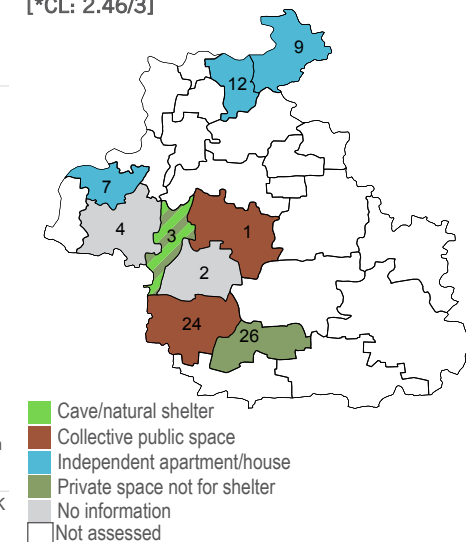 [*CL: 2.46/3]
9
12
7
4
3
1
2
24
26
Cave/natural shelter
Collective public space
Independent apartment/house
Private space not for shelter
No information
Not assessed
K